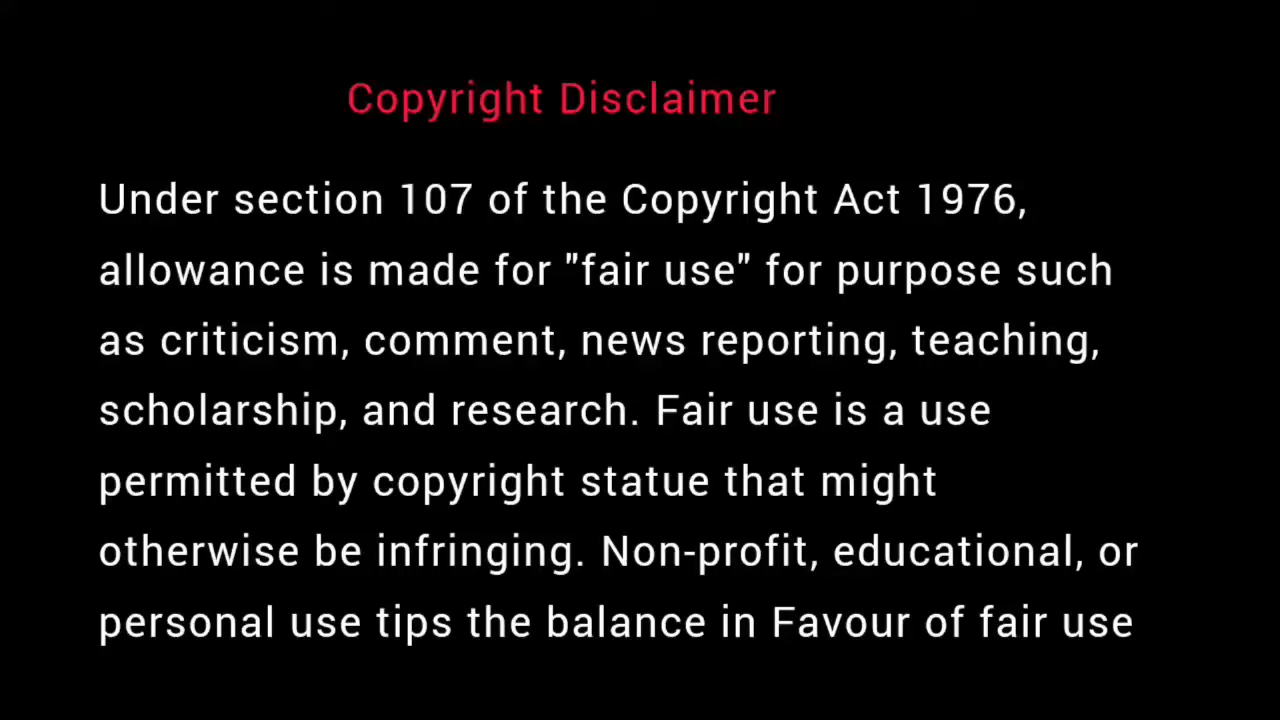 Copyright Disclaimer
Under section 107 of the Copyright Act 1976,
allowance is made for "fair use" for purpose such
as criticism, comment, news reporting, teaching,
scholarship, and research. Fair use is a use
permitted by copyright statue that might
otherwise be infringing. Non-profit, educational, or
personal use tips the balance in Favour of fair use